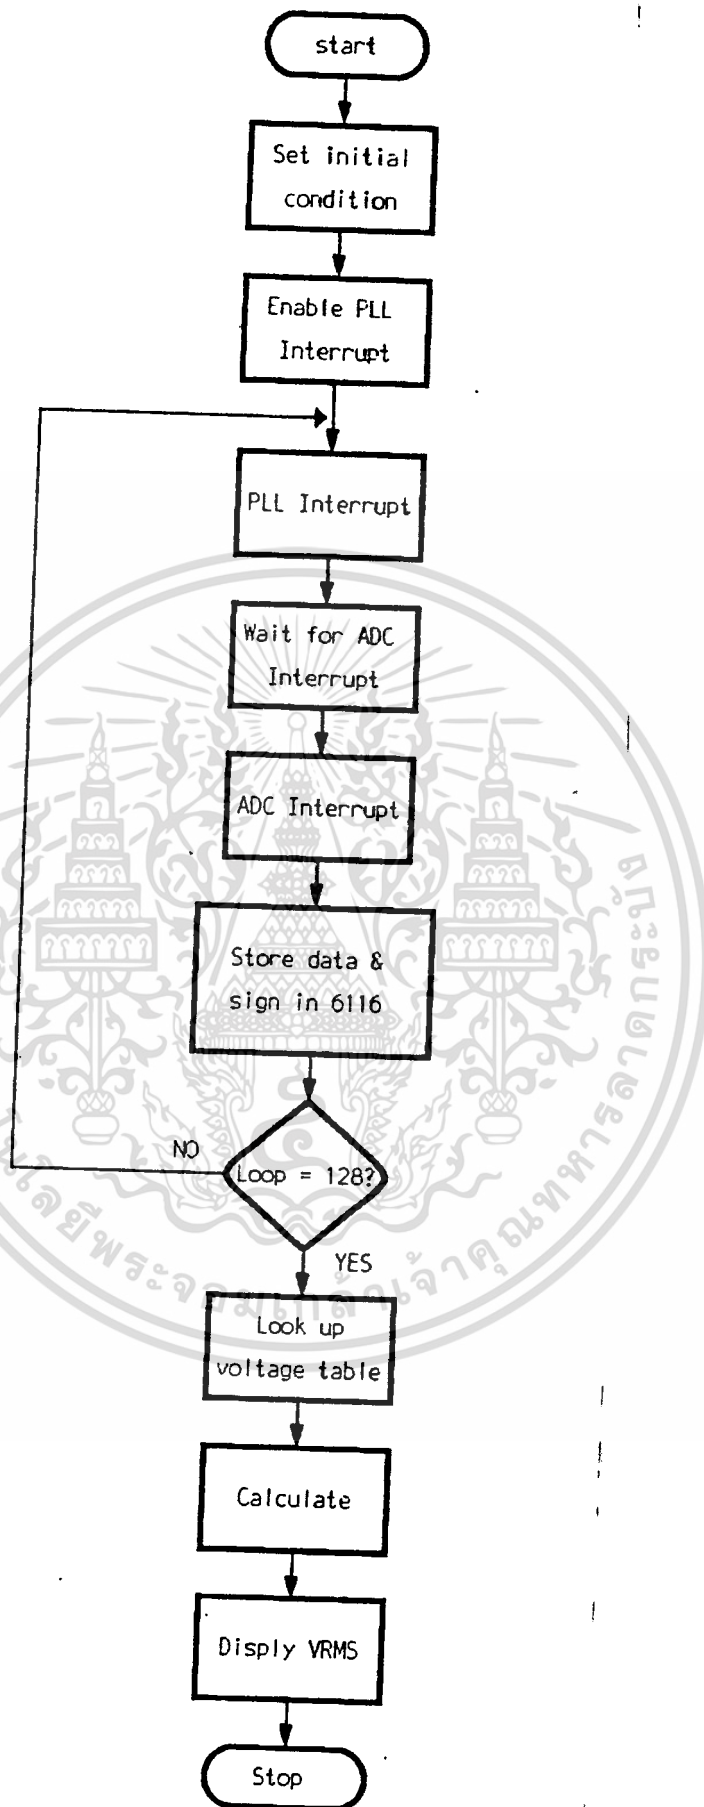 start
Set initial
condition
Enable PLL
Interrupt
PLL Interrupt
Wait for ADC
Interrupt
ADC Interrupt
Store data &
sign in 6116
NO
Loop = 128?
YES
Look up
voltage table
Calculate
Disply VRMS
Stop